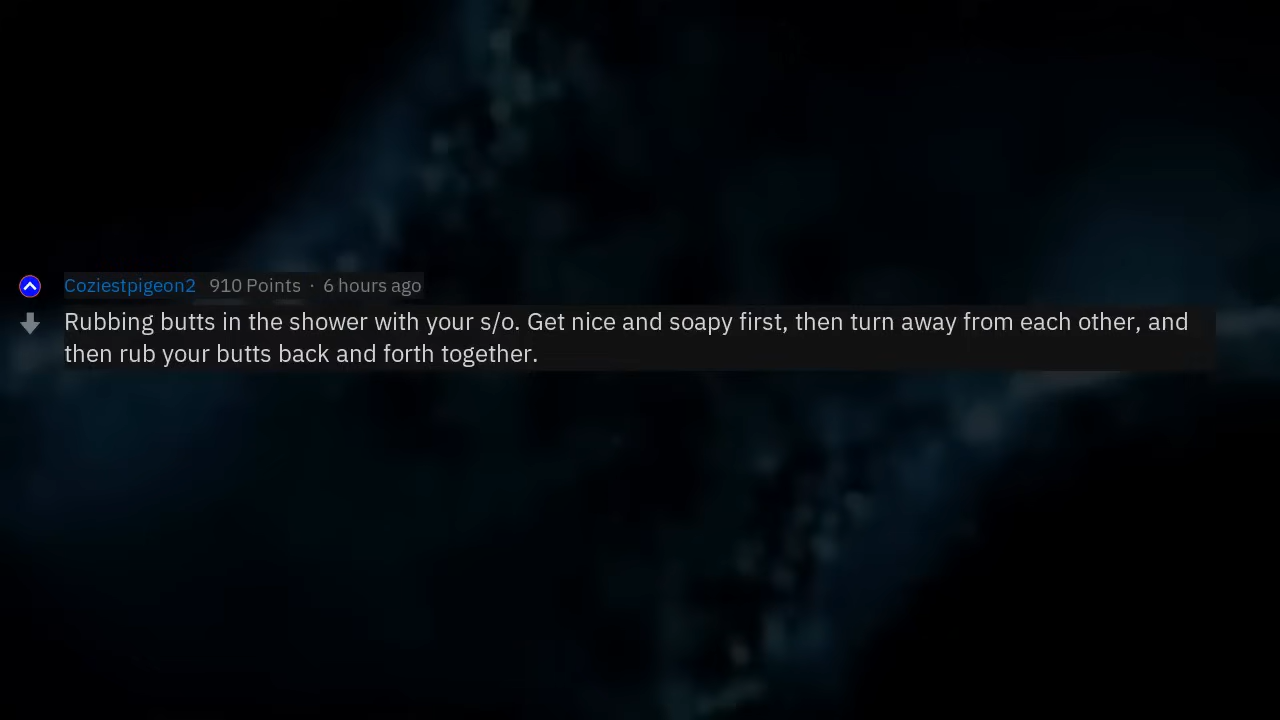 Coziestpigeon2 910 Points · 6 hours ago
Rubbing butts in the shower with your s/o. Get nice and soapy first, then turn away from each other, and
then rub your butts back and forth together.